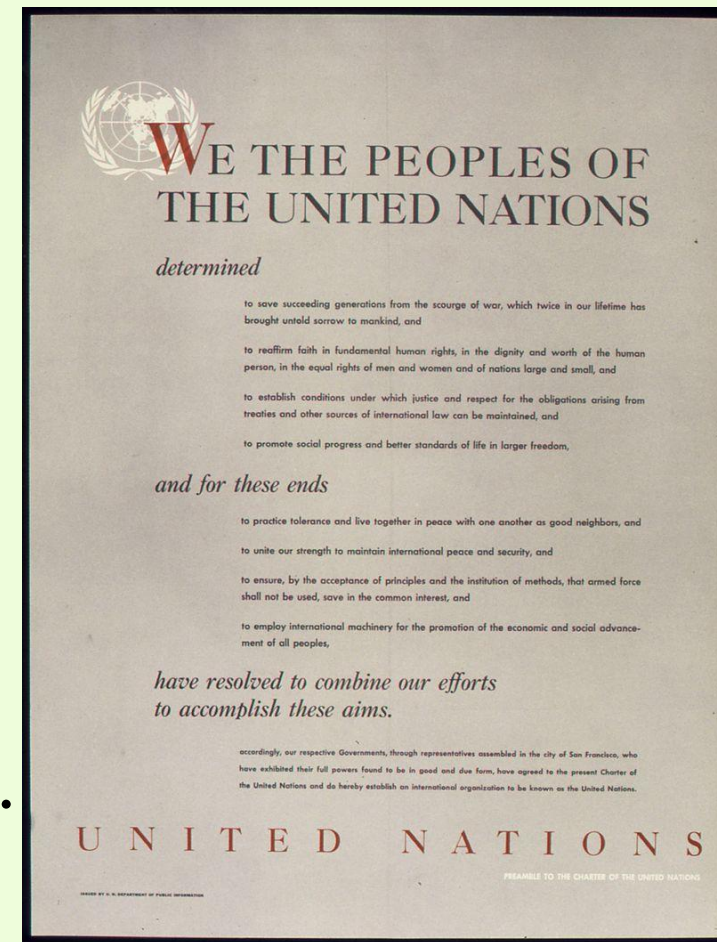 WE THE PEOPLES OF
THE UNITED NATIONS
determined
to save succeeding generations from the scourge of war, which twice in our lifetime has
brought untold sorrow to mankind, and
to reaffirm faith in fundamental human rights, in the dignity and worth of the human
person, in the equal rights of men and women and of nations large and small, and
to establish conditions under which justice and respect for the obligations arising from
treaties and other sources of international law can be maintained, and
to promote social progress and better standards of life in larger freedom,
and for these ends
to practice tolerance and live together in peace with one another as good neighbors, and
to unite our strength to maintain international peace and security, and
to ensure, by the acceptance of principles and the institution of methods, that armed force
shall not be used, save in the common interest, and
to employ international machinery for the promotion of the economic and social advance-
ment of all peoples,
have resolved to combine our efforts
to accomplish these aims.
accordingly, our respective Governments, through representatives assembled in the city of San Francisco, who
have exhibited their full powers found to be in good and due form, have agreed to the present Charter of
the United Nations and do hereby establish an international organization to be known as the United Nations.
UNITED NATIONS
PREAMBLE TO THE CHARTER OF THE UNITED NATIONS
ISSUED BY U. N. DEPARTMENT OF PUBLIC INFORMATION